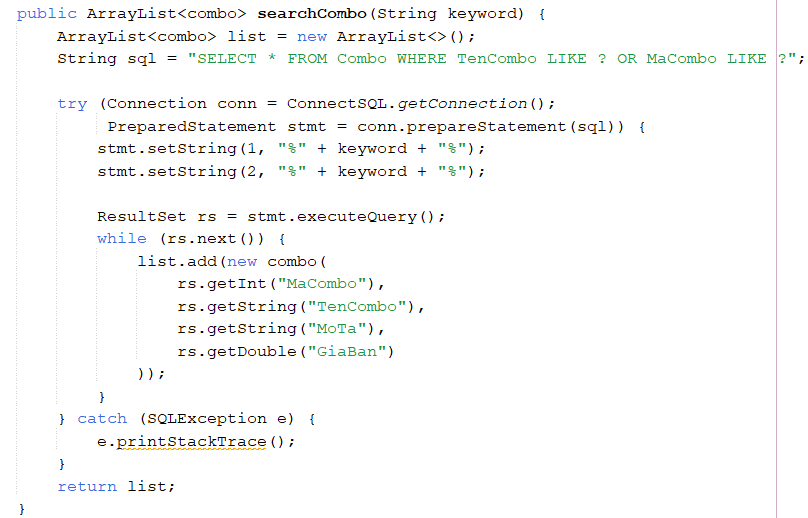 public ArrayList<combo> searchCombo(String keyword) {
    ArrayList<combo> list = new ArrayList<>();
    String sql = "SELECT * FROM Combo WHERE TenCombo LIKE ? OR MaCombo LIKE ?";

    try (Connection conn = ConnectSQL.getConnection();
         PreparedStatement stmt = conn.prepareStatement(sql)) {
        stmt.setString(1, "%" + keyword + "%");
        stmt.setString(2, "%" + keyword + "%");

        ResultSet rs = stmt.executeQuery();
        while (rs.next()) {
            list.add(new combo(
                rs.getInt("MaCombo"),
                rs.getString("TenCombo"),
                rs.getString("MoTa"),
                rs.getDouble("GiaBan")
            ));
        }
    } catch (SQLException e) {
        e.printStackTrace();
    }
    return list;
}